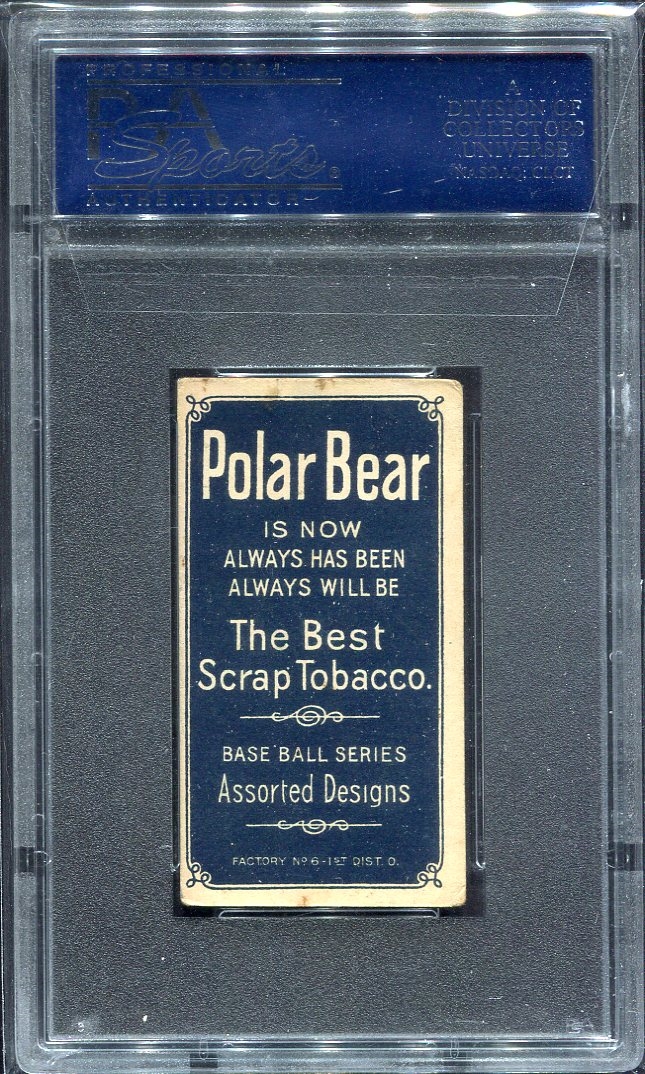 PROFESSIONAL
PSA
Sports®
AUTHENTICATOR
A
DIVISION OF
COLLECTORS
UNIVERSE
NASDAQ: CLCT
Polar Bear
IS NOW
ALWAYS HAS BEEN
ALWAYS WILL BE
The Best
Scrap Tobacco.
BASE BALL SERIES
Assorted Designs
FACTORY Nº 6-1ST DIST. O.